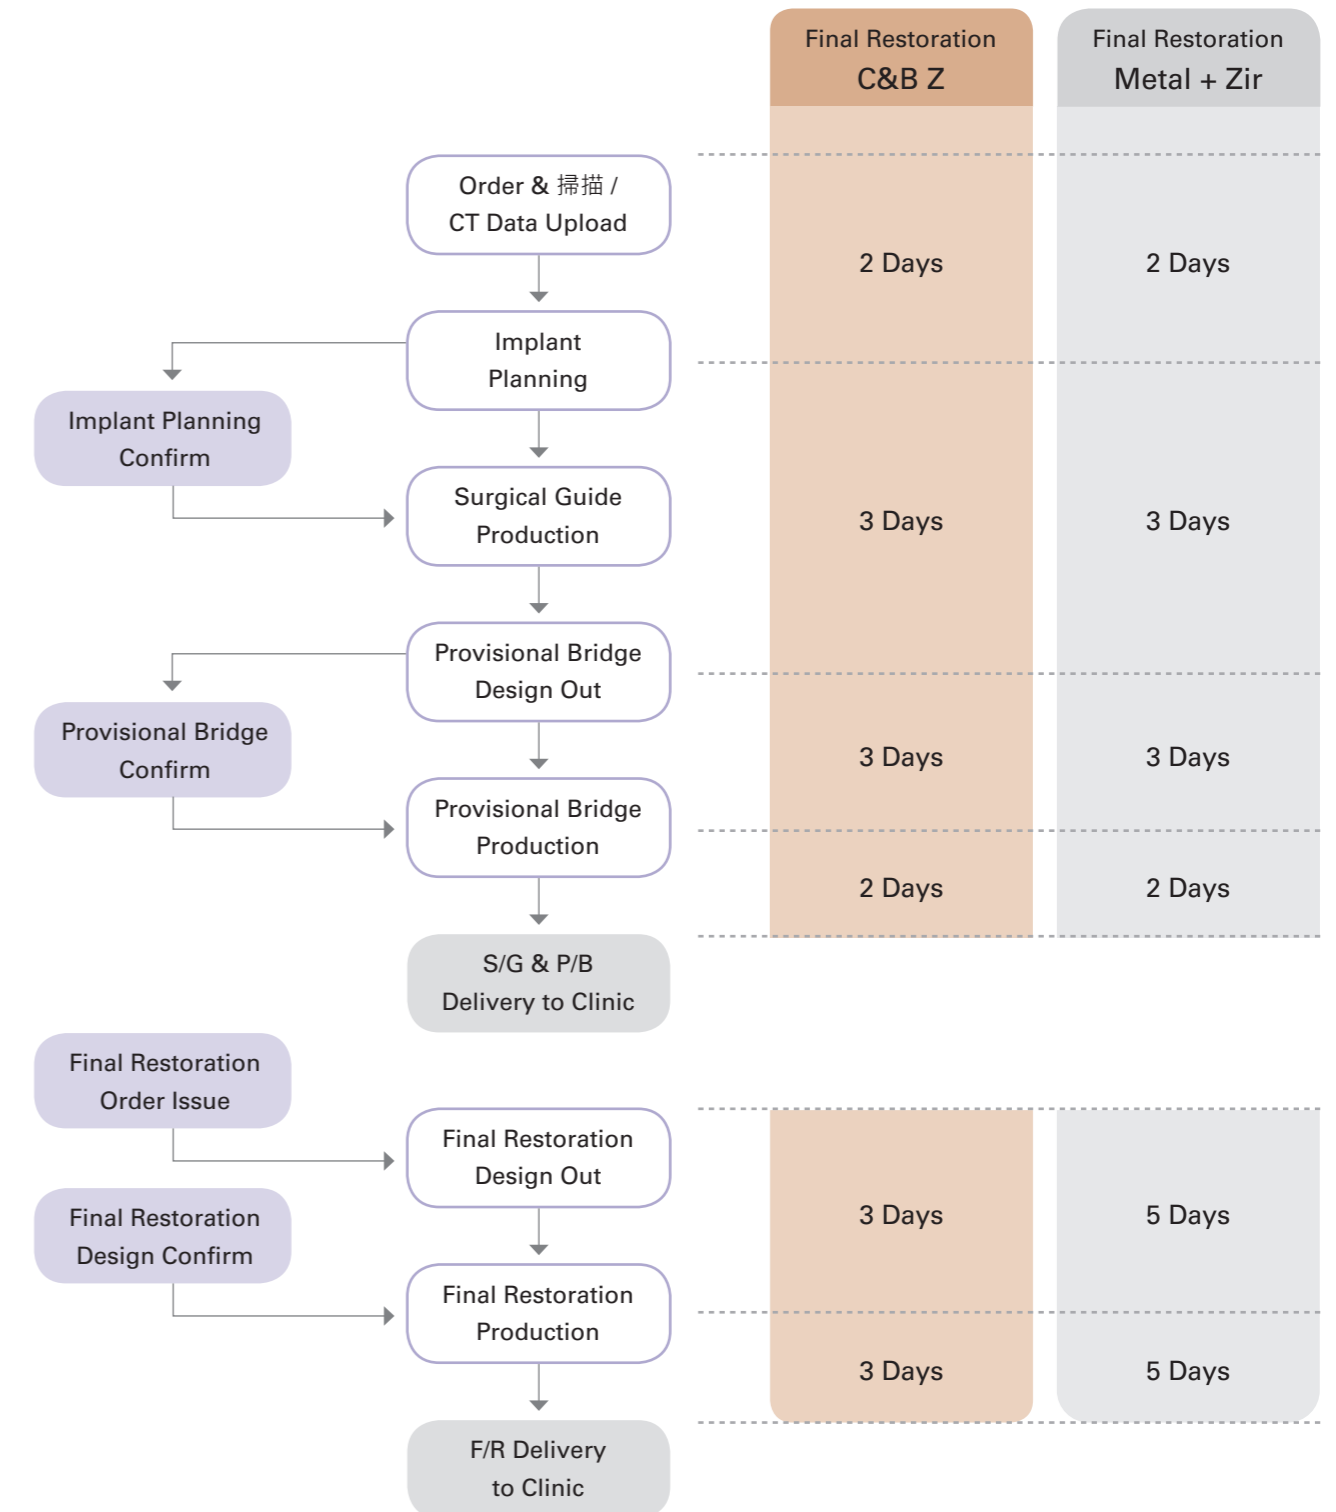 Final Restoration
C&B Z
Final Restoration
Metal + Zir
Order & 掃描 /
CT Data Upload
2 Days
2 Days
Implant
Planning
Implant Planning
Confirm
Surgical Guide
Production
3 Days
3 Days
Provisional Bridge
Design Out
Provisional Bridge
Confirm
3 Days
3 Days
Provisional Bridge
Production
2 Days
2 Days
S/G & P/B
Delivery to Clinic
Final Restoration
Order Issue
Final Restoration
Design Out
3 Days
5 Days
Final Restoration
Design Confirm
Final Restoration
Production
3 Days
5 Days
F/R Delivery
to Clinic